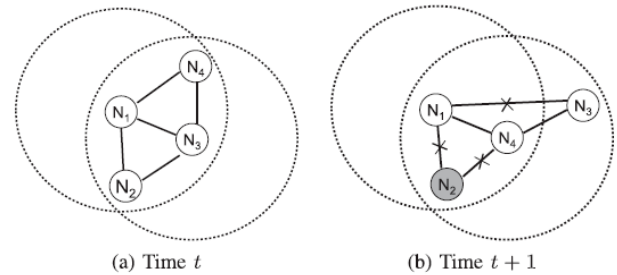 N₄
N₁
N₃
N₂
N₁
N₃
N₄
N₂
(a) Time t
(b) Time t + 1